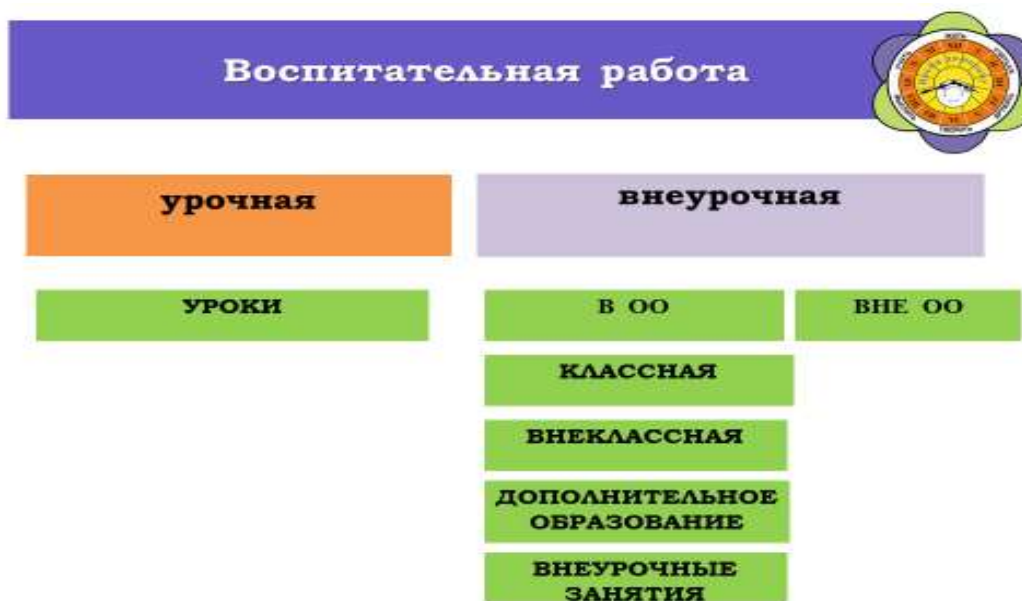 Воспитательная работа
урочная
внеурочная
УРОКИ
В ОО
ВНЕ ОО
КЛАССНАЯ
ВНЕКЛАССНАЯ
ДОПОЛНИТЕЛЬНОЕ
ОБРАЗОВАНИЕ
ВНЕУРОЧНЫЕ
ЗАНЯТИЯ